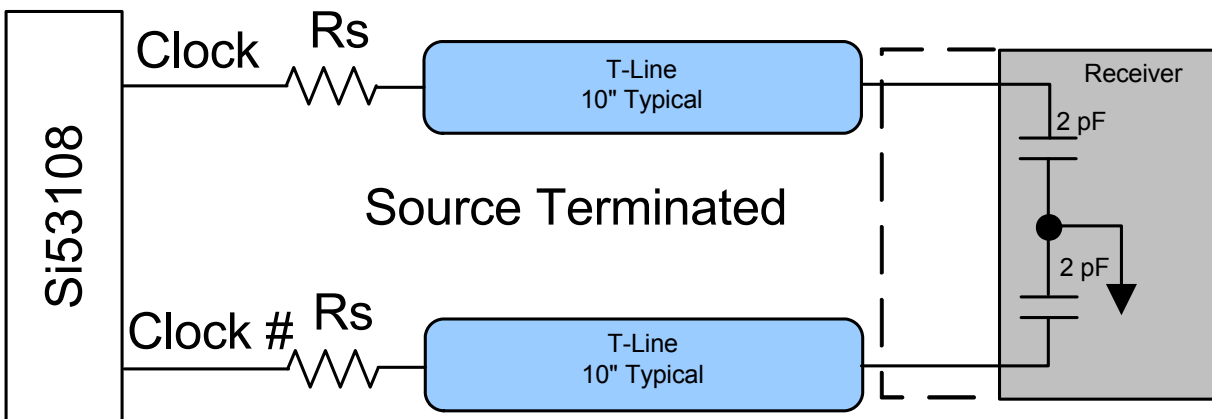 Si53108
Clock
Rs
T-Line
10" Typical
Receiver
2 pF
Source Terminated
2 pF
Clock #
Rs
T-Line
10" Typical